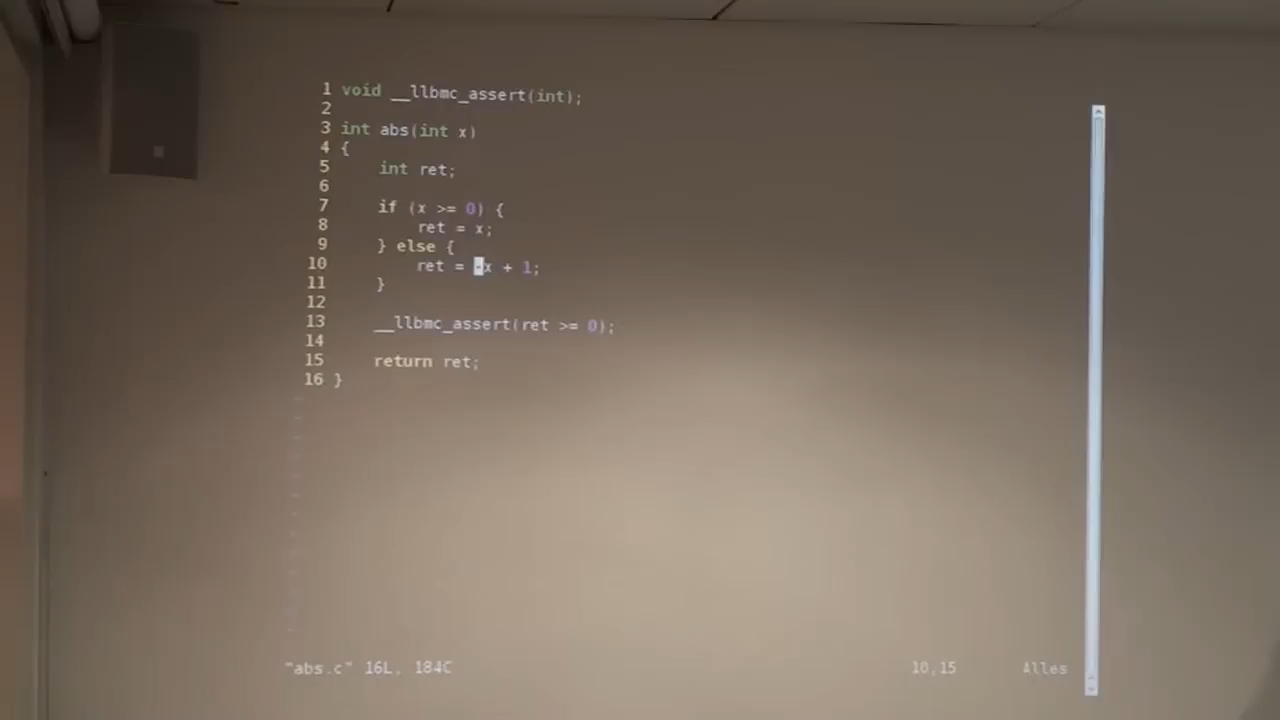 1 void __llbmc_assert(int);
2
3 int abs(int x)
4 {
5     int ret;
6
7     if (x >= 0) {
8         ret = x;
9     } else {
10         ret = -x + 1;
11     }
12
13     __llbmc_assert(ret >= 0);
14
15     return ret;
16 }
"abs.c" 16L, 184C 10,15 Alles